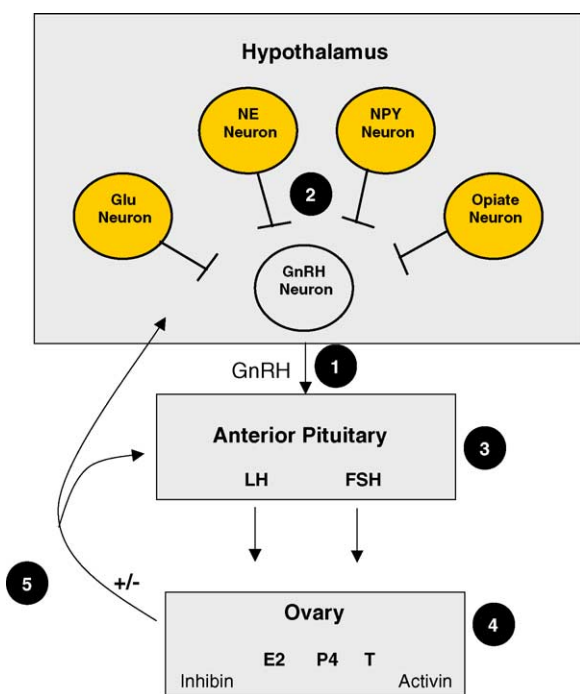 Hypothalamus
NE
Neuron
NPY
Neuron
2
Glu
Neuron
Opiate
Neuron
GnRH
Neuron
GnRH
1
Anterior Pituitary
3
LH FSH
5
+/-
Ovary
4
E2 P4 T
Inhibin Activin